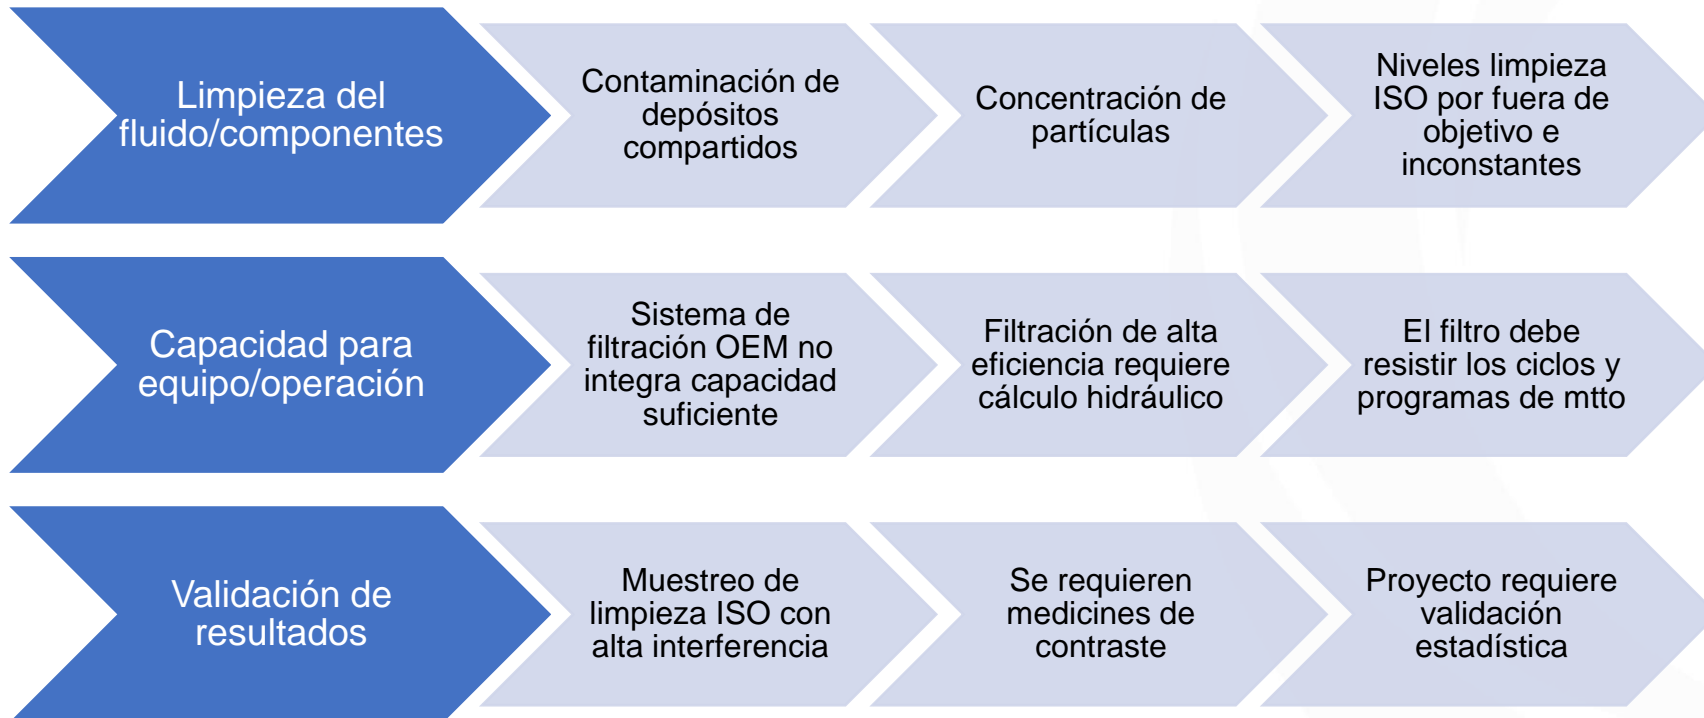 Limpieza del
fluido/componentes
Contaminación de
depósitos
compartidos
Concentración de
partículas
Niveles limpieza
ISO por fuera de
objetivo e
inconstantes
Capacidad para
equipo/operación
Sistema de
filtración OEM no
integra capacidad
suficiente
Filtración de alta
eficiencia requiere
cálculo hidráulico
El filtro debe
resistir los ciclos y
programas de mtto
Validación de
resultados
Muestreo de
limpieza ISO con
alta interferencia
Se requieren
medicines de
contraste
Proyecto requiere
validación
estadística